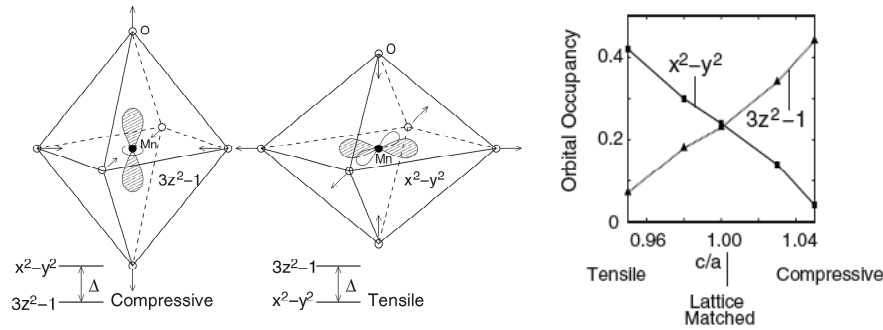 O
Mn
3z²−1
x²−y²
Δ
3z²−1
Compressive
O
Mn
x²−y²
3z²−1
Δ
x²−y²
Tensile
Orbital Occupancy
0.4
0.2
0
x²−y²
3z²−1
0.96
1.00
1.04
c/a
Tensile
Compressive
Lattice
Matched